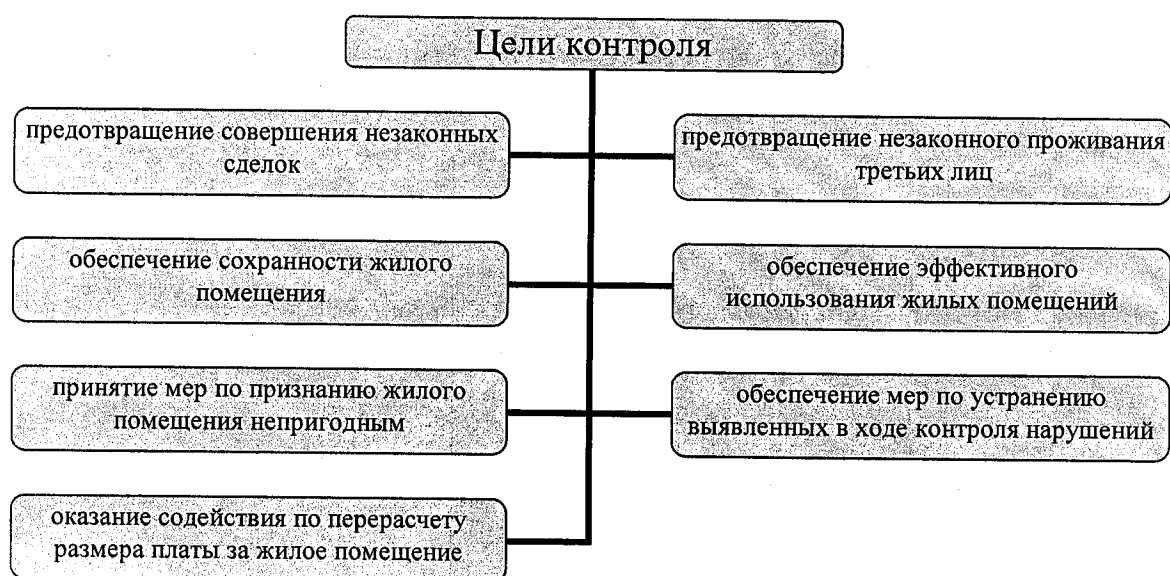 Цели контроля
предотвращение совершения незаконных
сделок
предотвращение незаконного проживания
третьих лиц
обеспечение сохранности жилого
помещения
обеспечение эффективного
использования жилых помещений
принятие мер по признанию жилого
помещения непригодным
обеспечение мер по устранению
выявленных в ходе контроля нарушений
оказание содействия по перерасчету
размера платы за жилое помещение